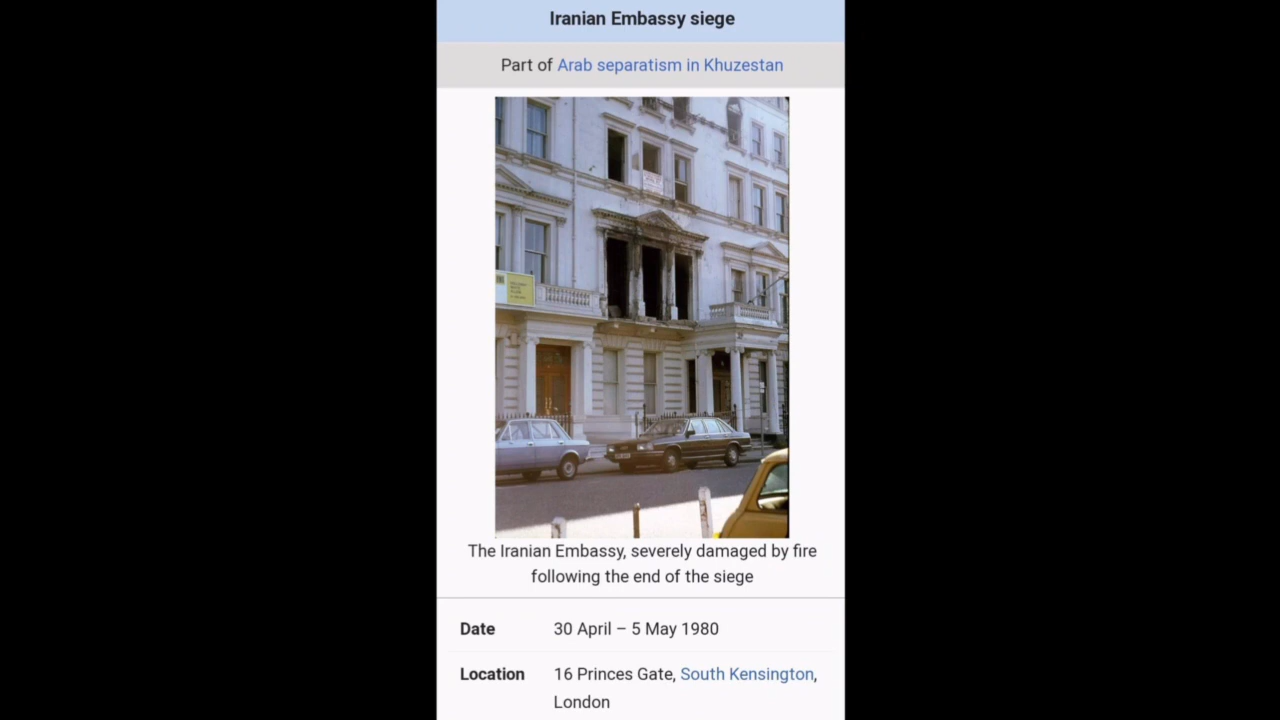 Iranian Embassy siege
Part of Arab separatism in Khuzestan
The Iranian Embassy, severely damaged by fire
following the end of the siege
Date 30 April – 5 May 1980
Location 16 Princes Gate, South Kensington,
London